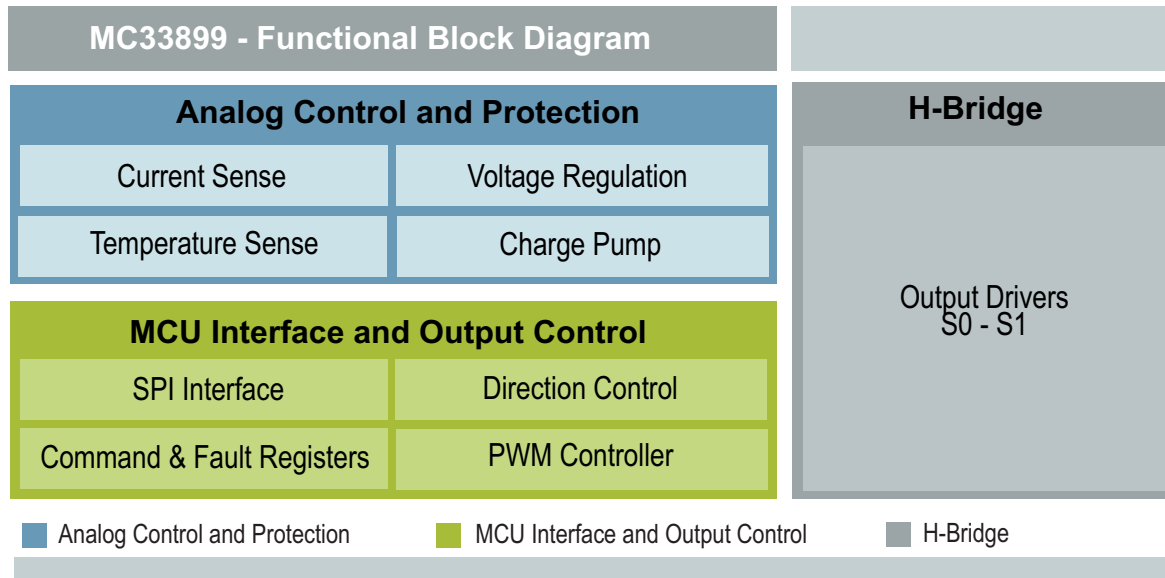 MC33899 - Functional Block Diagram
Analog Control and Protection
Current Sense
Voltage Regulation
Temperature Sense
Charge Pump
MCU Interface and Output Control
SPI Interface
Direction Control
Command & Fault Registers
PWM Controller
H-Bridge
Output Drivers
S0 - S1
Analog Control and Protection
MCU Interface and Output Control
H-Bridge